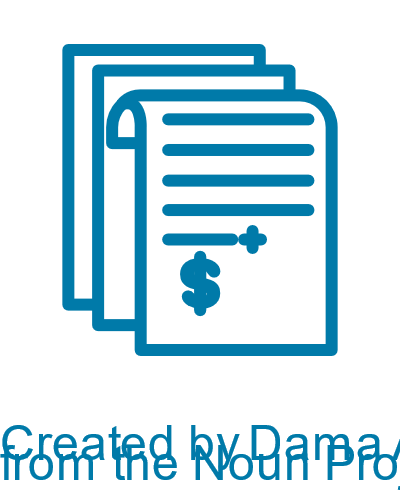 $
Created by Dama
from the Noun Pro